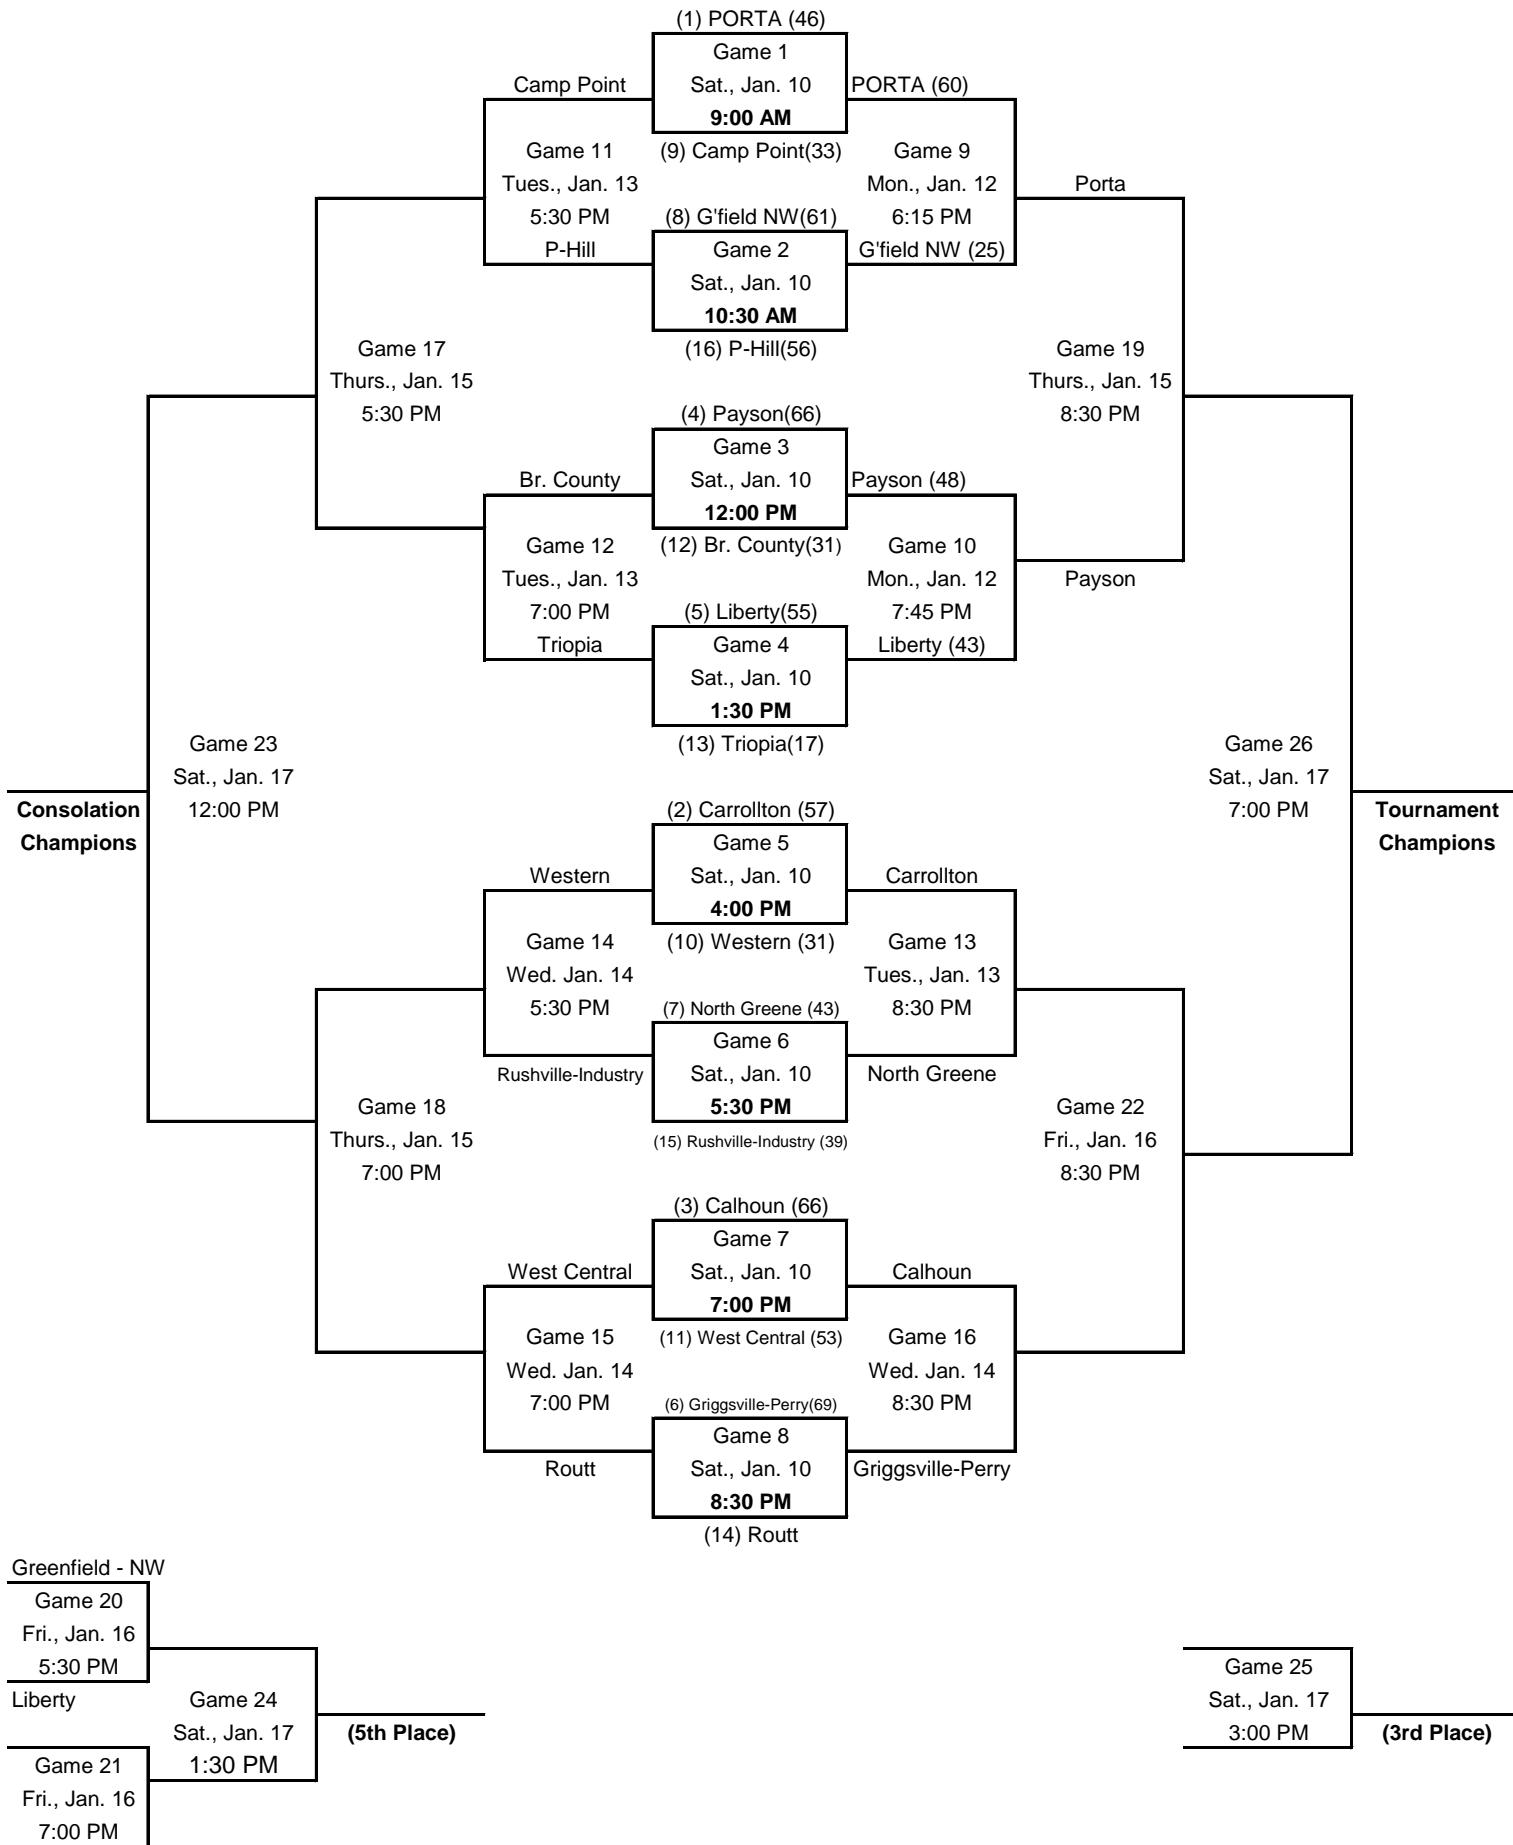 (1) PORTA (46)
Game 1
Camp Point
Sat., Jan. 10
PORTA (60)
9:00 AM
Game 11
(9) Camp Point(33)
Game 9
Tues., Jan. 13
Mon., Jan. 12
Porta
5:30 PM
(8) G'field NW(61)
6:15 PM
P-Hill
Game 2
G'field NW (25)
Sat., Jan. 10
10:30 AM
Game 17
(16) P-Hill(56)
Game 19
Thurs., Jan. 15
Thurs., Jan. 15
5:30 PM
(4) Payson(66)
8:30 PM
Game 3
Br. County
Sat., Jan. 10
Payson (48)
12:00 PM
Game 12
(12) Br. County(31)
Game 10
Tues., Jan. 13
Mon., Jan. 12
Payson
7:00 PM
(5) Liberty(55)
7:45 PM
Triopia
Game 4
Liberty (43)
Sat., Jan. 10
1:30 PM
Game 23
(13) Triopia(17)
Game 26
Sat., Jan. 17
Sat., Jan. 17
Consolation
12:00 PM
(2) Carrollton (57)
7:00 PM
Tournament
Champions
Game 5
Champions
Western
Sat., Jan. 10
Carrollton
4:00 PM
Game 14
(10) Western (31)
Game 13
Wed. Jan. 14
Tues., Jan. 13
5:30 PM
(7) North Greene (43)
8:30 PM
Game 6
Rushville-Industry
Sat., Jan. 10
North Greene
Game 18
5:30 PM
Game 22
Thurs., Jan. 15
(15) Rushville-Industry (39)
Fri., Jan. 16
7:00 PM
8:30 PM
(3) Calhoun (66)
Game 7
West Central
Sat., Jan. 10
Calhoun
7:00 PM
Game 15
(11) West Central (53)
Game 16
Wed. Jan. 14
Wed. Jan. 14
7:00 PM
(6) Griggsville-Perry(69)
8:30 PM
Game 8
Routt
Sat., Jan. 10
Griggsville-Perry
8:30 PM
(14) Routt
Greenfield - NW
Game 20
Fri., Jan. 16
5:30 PM
Game 25
Liberty
Game 24
Sat., Jan. 17
Sat., Jan. 17
(5th Place)
3:00 PM
(3rd Place)
Game 21
1:30 PM
Fri., Jan. 16
7:00 PM